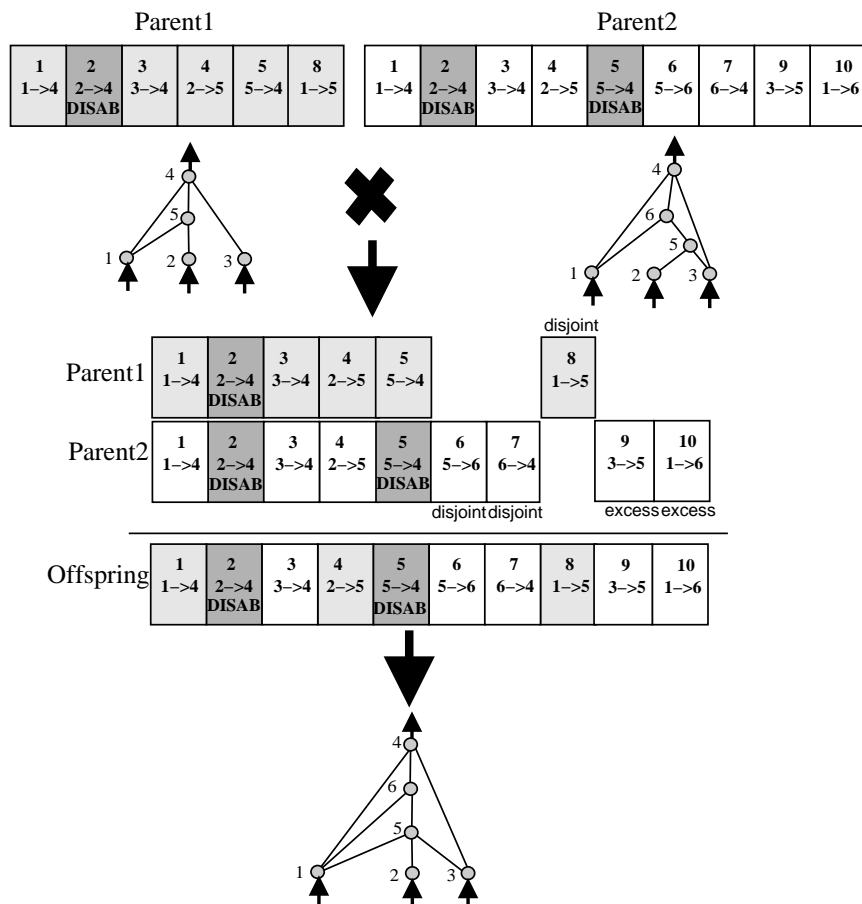 Parent1 Parent2
1 2 3 4 5 8 1 2 3 4 5 6 7 9 10
1−>4 2−>4 3−>4 2−>5 5−>4 1−>5 1−>4 2−>4 3−>4 2−>5 5−>4 5−>6 6−>4 3−>5 1−>6
DISAB DISAB DISAB
4 4
5 6
5
1 2 3 1 2 3
disjoint
Parent1 1 2 3 4 5 8
1−>4 2−>4 3−>4 2−>5 5−>4 1−>5
DISAB
Parent2 1 2 3 4 5 6 7 9 10
1−>4 2−>4 3−>4 2−>5 5−>4 5−>6 6−>4 3−>5 1−>6
DISAB DISAB
disjoint disjoint excess excess
Offspring 1 2 3 4 5 6 7 8 9 10
1−>4 2−>4 3−>4 2−>5 5−>4 5−>6 6−>4 1−>5 3−>5 1−>6
DISAB DISAB
4
6
5
1 2 3